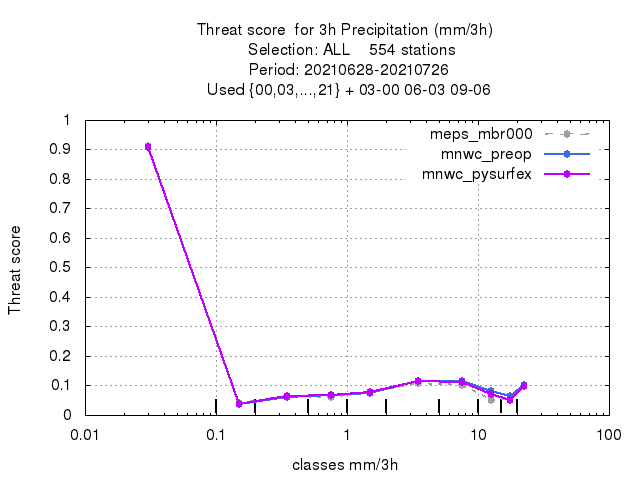 Threat score  for 3h Precipitation (mm/3h)
Selection: ALL    554 stations
Period: 20210628-20210726
Used {00,03,...,21} + 03-00 06-03 09-06
meps_mbr000
mnwc_preop
mnwc_pysurfex
1
0.9
0.8
0.7
0.6
0.5
0.4
0.3
0.2
0.1
0
Threat score
0.01 0.1 1 10 100
classes mm/3h